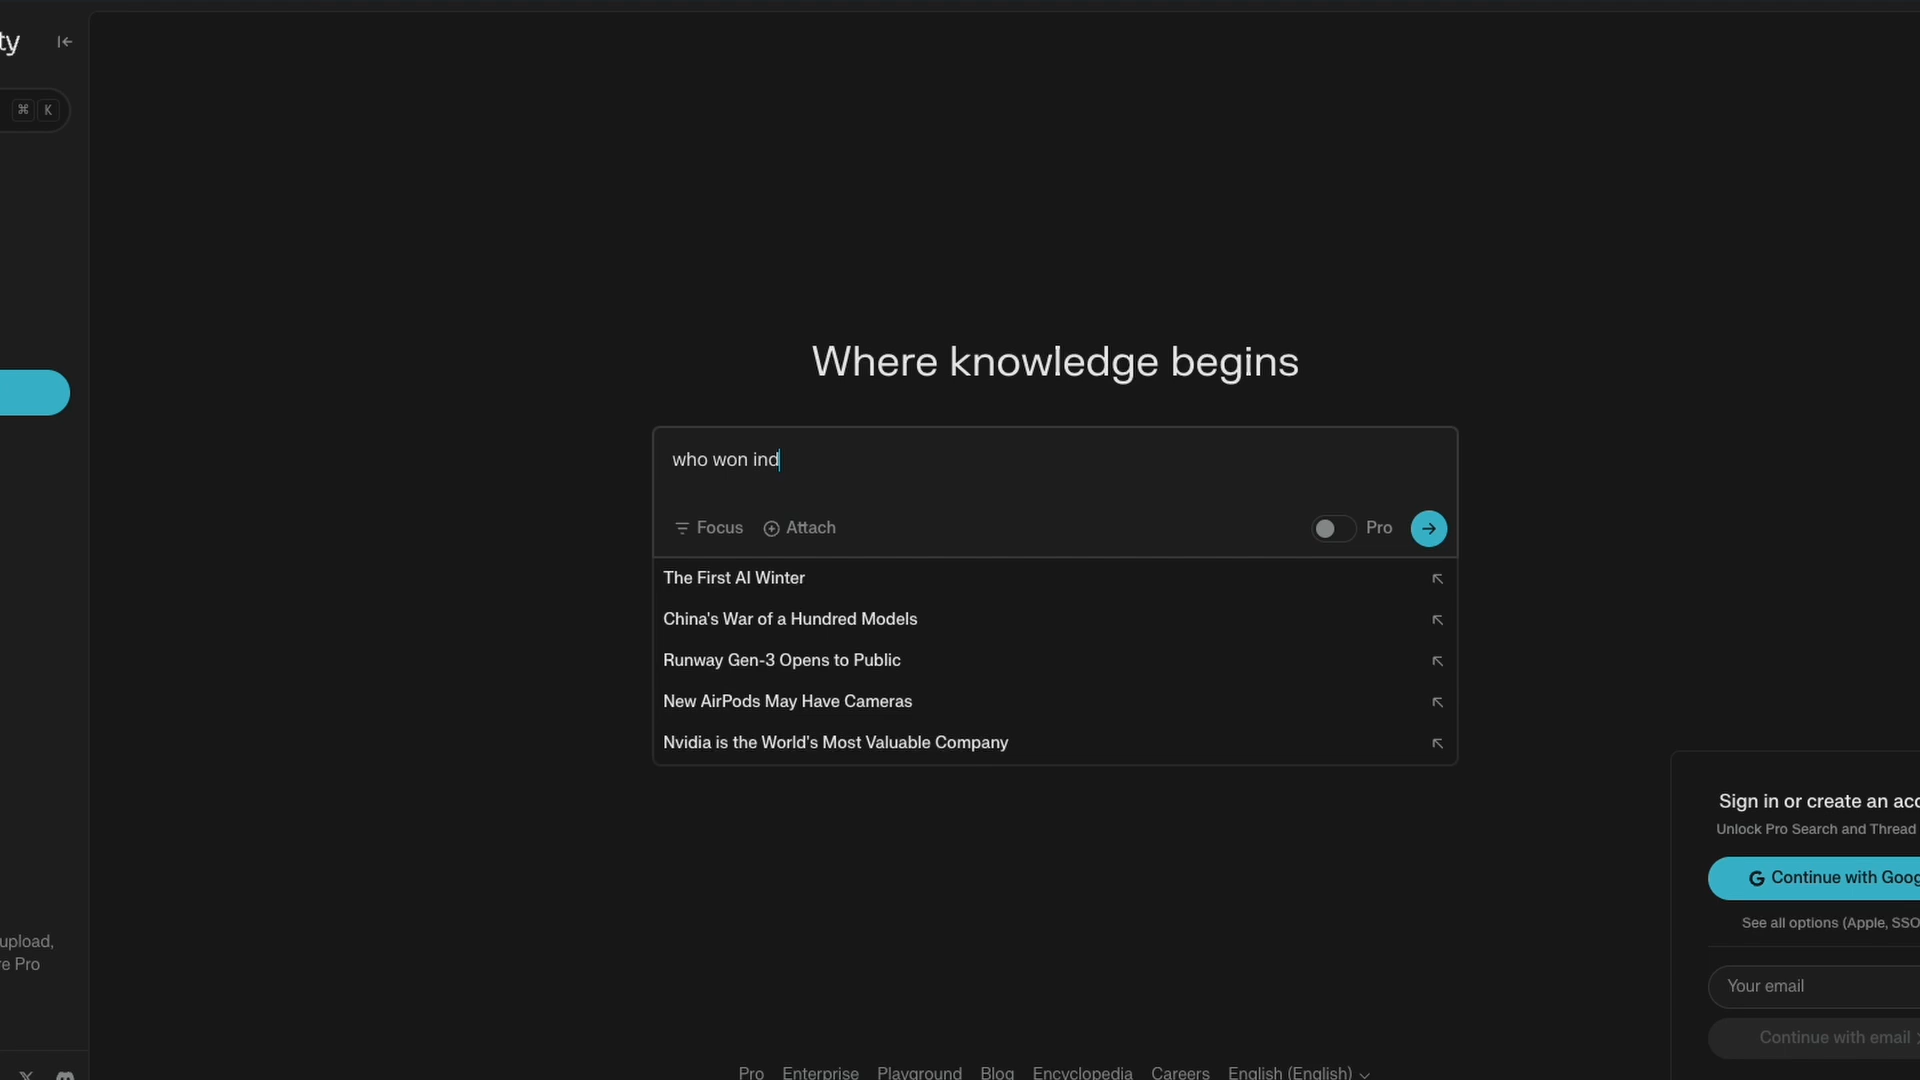 ty
⌘ K
Where knowledge begins
who won ind
Focus Attach Pro
The First AI Winter
China's War of a Hundred Models
Runway Gen-3 Opens to Public
New AirPods May Have Cameras
Nvidia is the World's Most Valuable Company
Sign in or create an acc
Unlock Pro Search and Thread
Continue with Goog
See all options (Apple, SSO
upload,
e Pro
Your email
Continue with email
Pro Enterprise Playground Blog Encyclopedia Careers English (English)